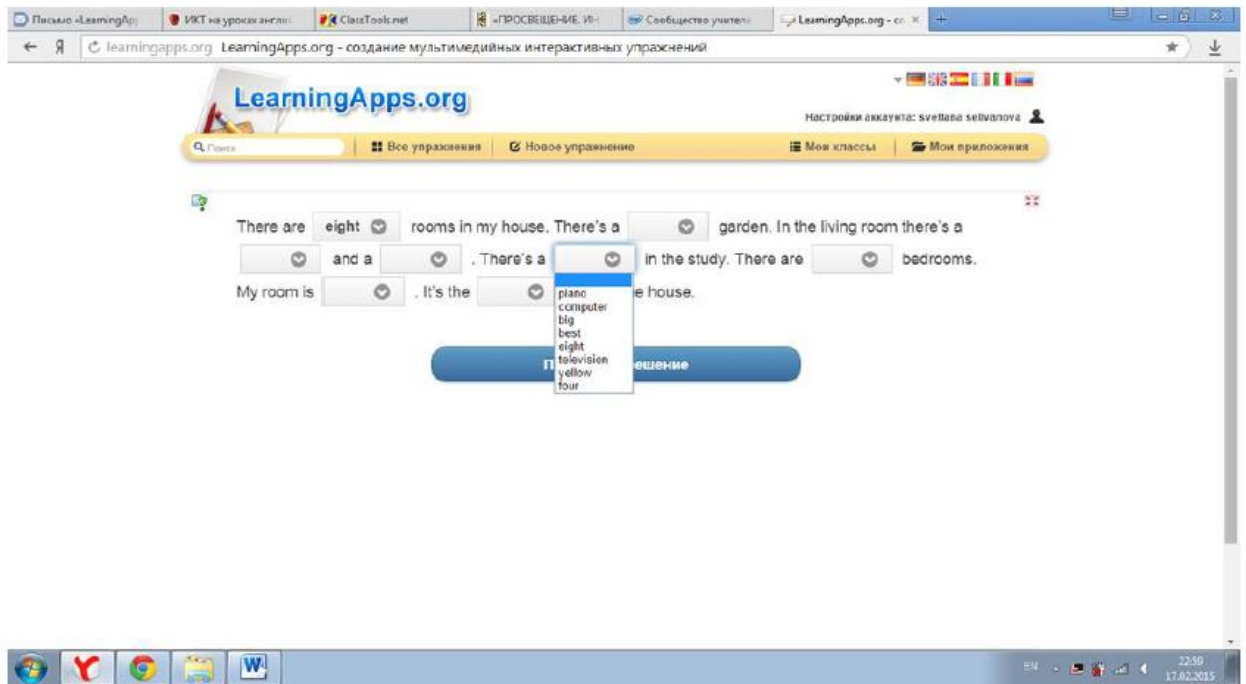 Письмо «LearningAp
ИКТ на уроках англи
ClassTools.net
«ПРОСВЕЩЕНИЕ. ИН
Сообщество учителе
LearningApps.org - со
Я
learningapps.org LearningApps.org - создание мультимедийных интерактивных упражнений
LearningApps.org
Настройки аккаунта: svetlana selivanova
Поиск
Все упражнения
Новое упражнение
Мои классы
Мои приложения
There are eight rooms in my house. There's a garden. In the living room there's a
and a . There's a in the study. There are bedrooms.
My room is . It's the e house.
piano
computer
big
best
eight
television
yellow
four
П ешение
EN
22:50
17.02.2015